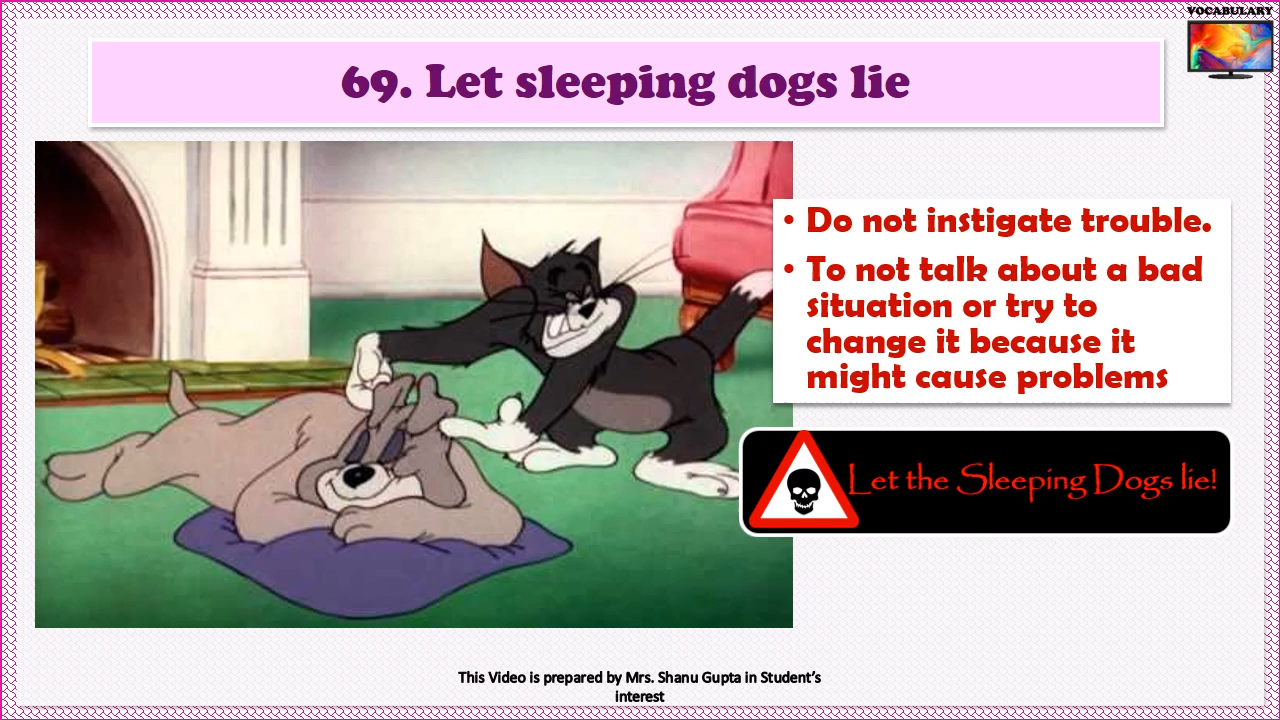 VOCABULARY
69. Let sleeping dogs lie
• Do not instigate trouble.
• To not talk about a bad
situation or try to
change it because it
might cause problems
Let the Sleeping Dogs lie!
This Video is prepared by Mrs. Shanu Gupta in Student’s
interest